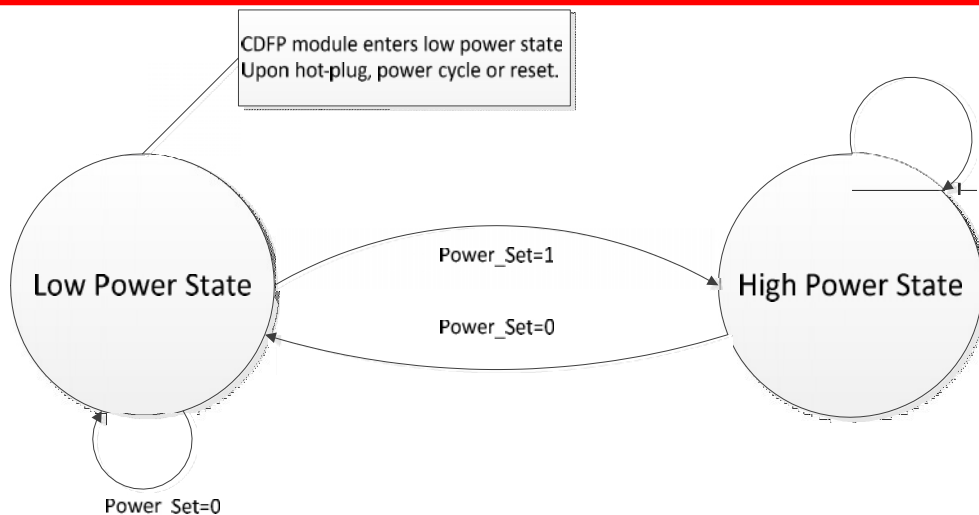 CDFP module enters low power state
Upon hot-plug, power cycle or reset.
Power_Set=1
Low Power State
High Power State
Power_Set=0
Power_Set=0